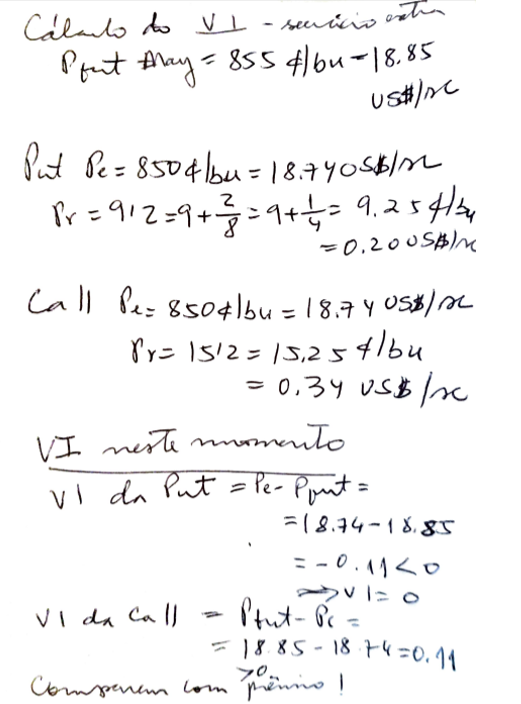 Cálculo do VI - exercício extra
Pfut May = 855 ¢/bu = 18.85
US$/sc
Put Pe = 850 ¢/bu = 18.74 US$/sc
Pr = 9'2 = 9 + 2/8 = 9 + 1/4 = 9.25 ¢/bu
= 0.20 US$/sc
Call Pe = 850 ¢/bu = 18.74 US$/sc
Pr = 15'2 = 15,25 ¢/bu
= 0,34 US$/sc
VI neste momento
VI da Put = Pe - Pfut =
= 18.74 - 18.85
= -0.11 < 0
⇒ VI = 0
VI da Call = Pfut - Pe =
= 18.85 - 18.74 = 0.11
>0
Comparem com prêmio !